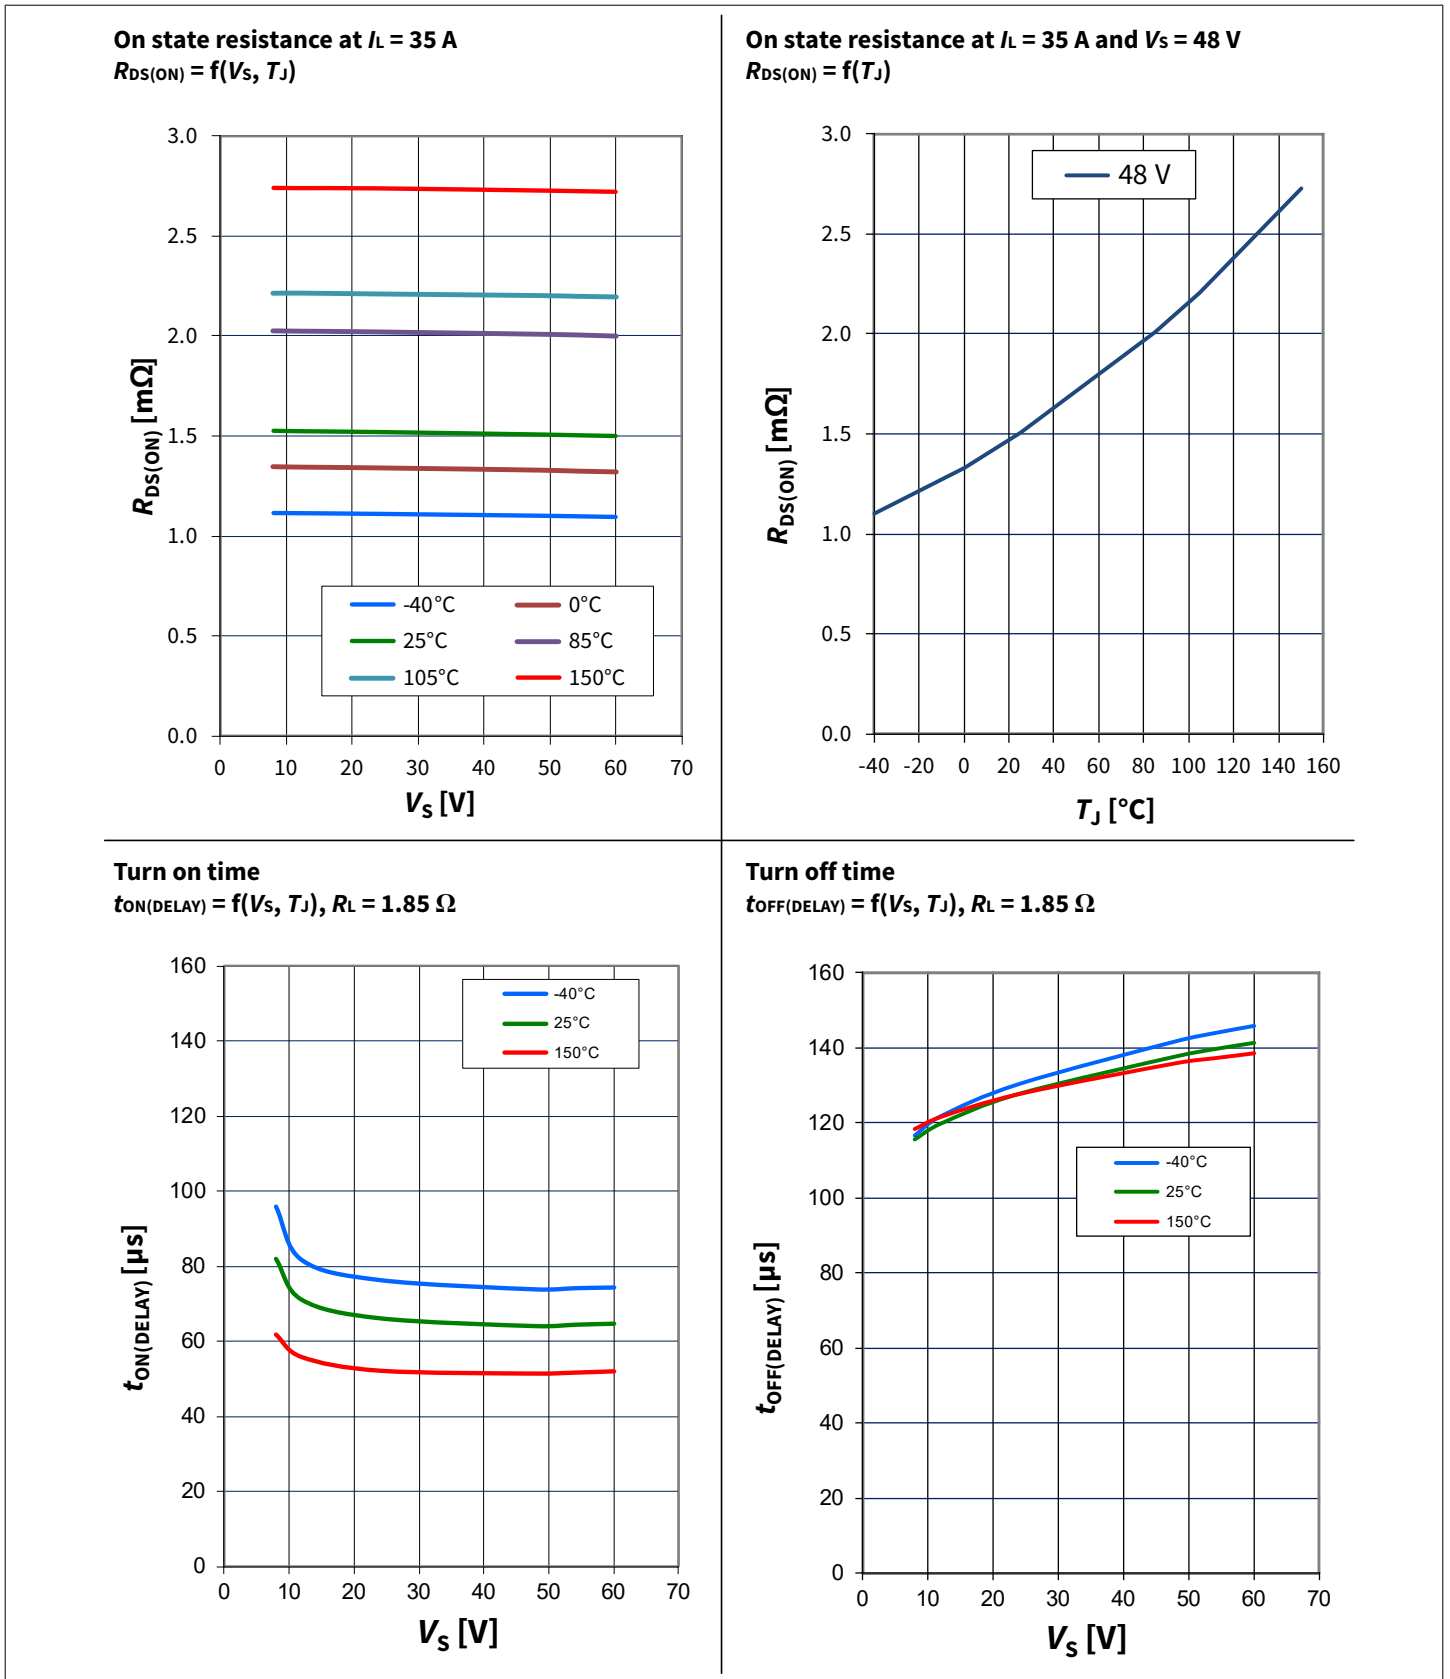 On state resistance at IL = 35 A
RDS(ON) = f(VS, TJ)
3.0
2.5
2.0
1.5
1.0
0.5
0.0
RDS(ON) [mΩ]
-40°C 0°C
25°C 85°C
105°C 150°C
0 10 20 30 40 50 60 70
VS [V]
On state resistance at IL = 35 A and VS = 48 V
RDS(ON) = f(TJ)
48 V
3.0
2.5
2.0
1.5
1.0
0.5
0.0
RDS(ON) [mΩ]
-40 -20 0 20 40 60 80 100 120 140 160
TJ [°C]
Turn on time
tON(DELAY) = f(VS, TJ), RL = 1.85 Ω
160
140
120
100
80
60
40
20
0
tON(DELAY) [µs]
-40°C
25°C
150°C
0 10 20 30 40 50 60 70
VS [V]
Turn off time
tOFF(DELAY) = f(VS, TJ), RL = 1.85 Ω
160
140
120
100
80
60
40
20
0
tOFF(DELAY) [µs]
-40°C
25°C
150°C
0 10 20 30 40 50 60 70
VS [V]